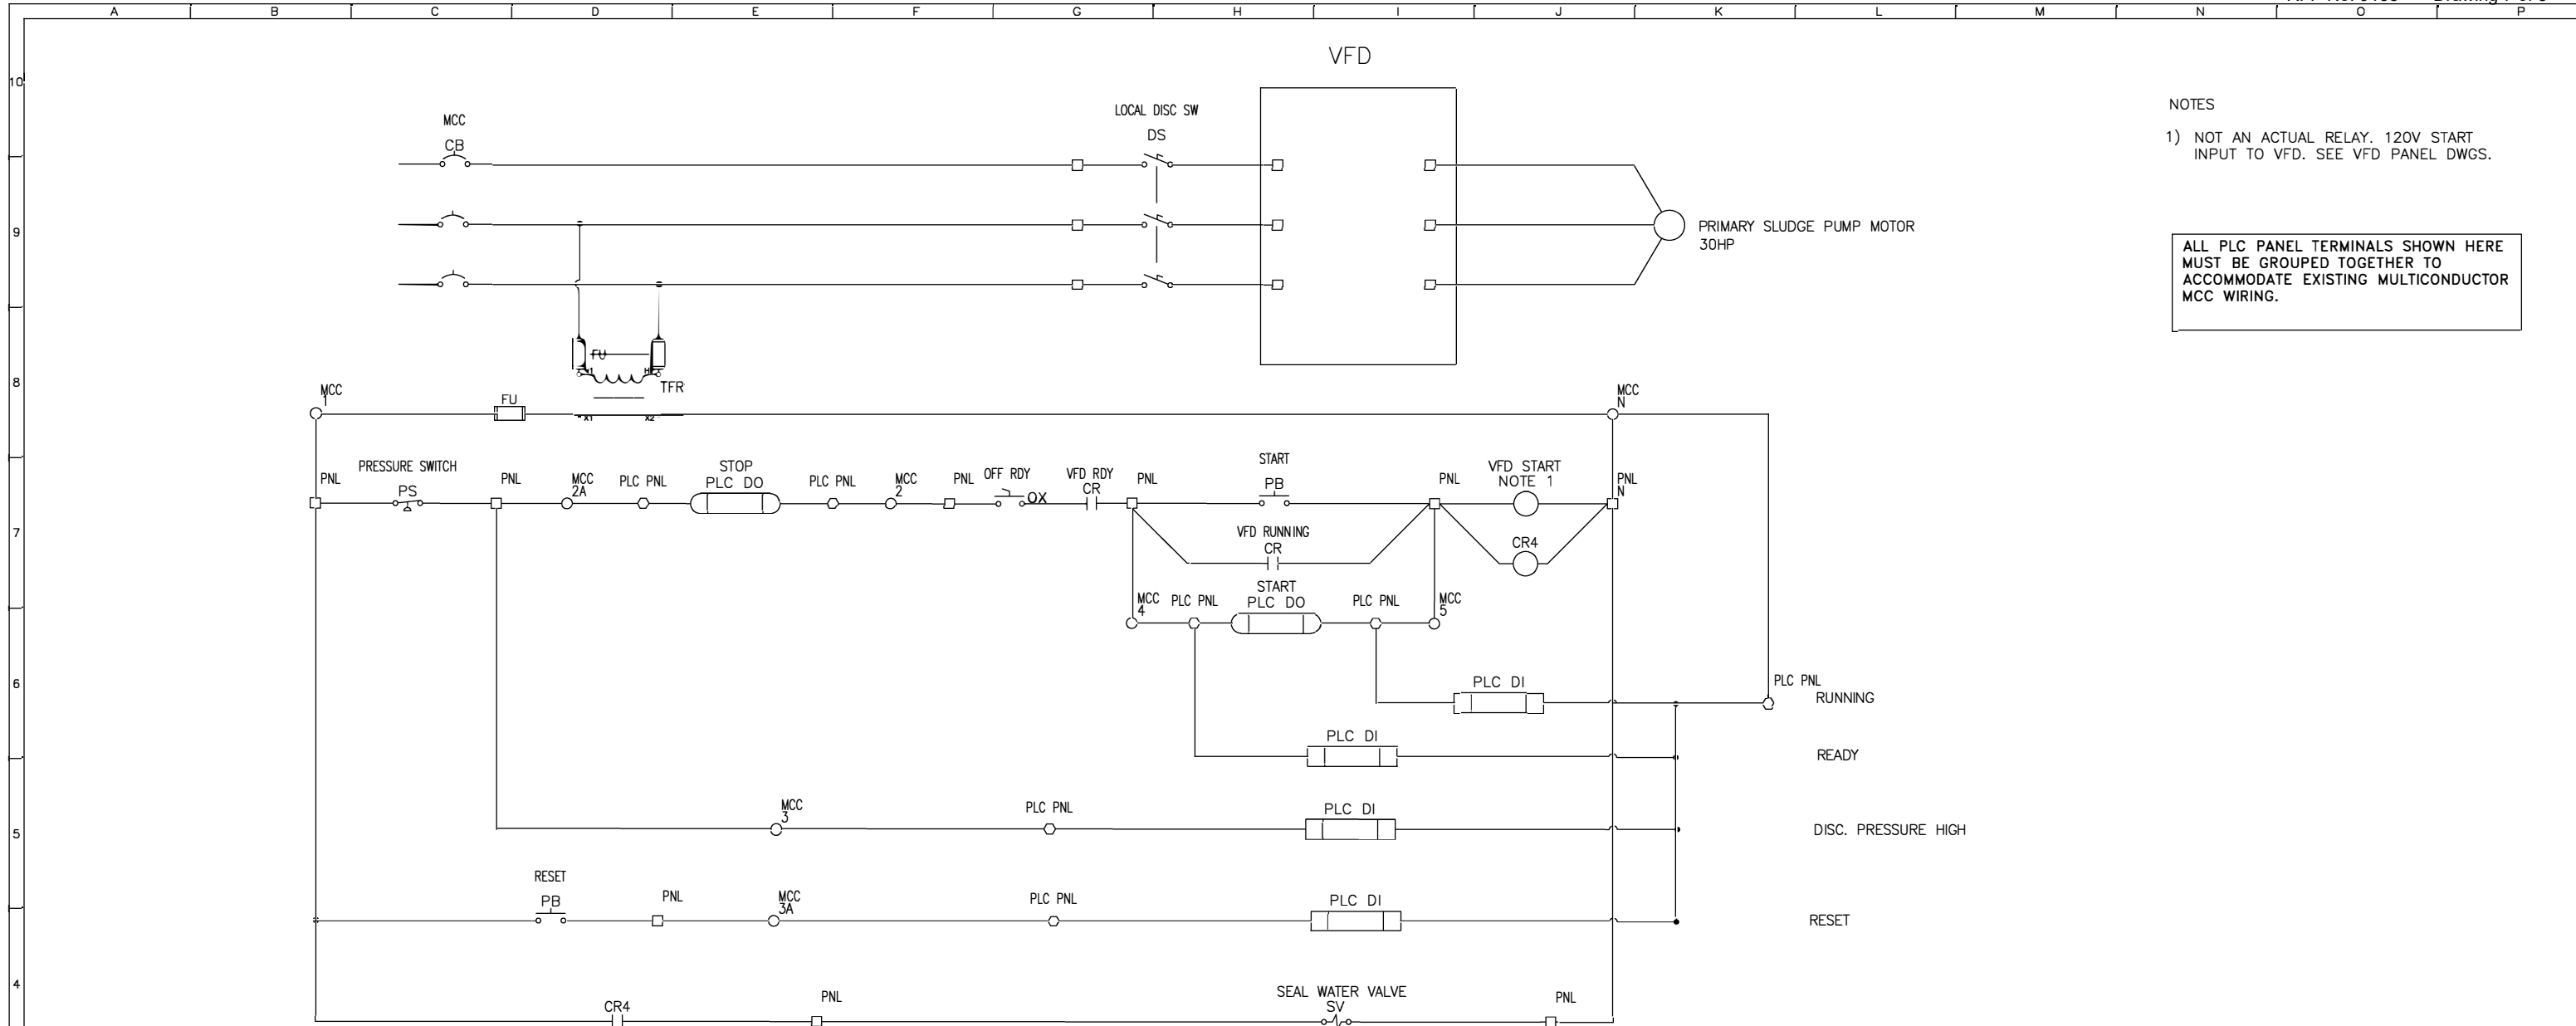 A B C D E F G H I J K L M N O P
VFD
10
NOTES
LOCAL DISC SW
MCC
DS
1) NOT AN ACTUAL RELAY. 120V START
CB
INPUT TO VFD. SEE VFD PANEL DWGS.
PRIMARY SLUDGE PUMP MOTOR
9
30HP
ALL PLC PANEL TERMINALS SHOWN HERE
MUST BE GROUPED TOGETHER TO
ACCOMMODATE EXISTING MULTICONDUCTOR
MCC WIRING.
FU
8
TFR
MCC
1
MCC
N
FU
X1 X2
PNL
PRESSURE SWITCH
PS
PNL
MCC
2A
PLC PNL
STOP
PLC DO
PLC PNL
MCC
2
PNL
OFF RDY
OX
VFD RDY
CR
PNL
START
PB
PNL
VFD START
NOTE 1
PNL
N
7
VFD RUNNING
CR
CR4
MCC
4
PLC PNL
START
PLC DO
PLC PNL
MCC
5
6
PLC DI
PLC PNL
RUNNING
PLC DI
READY
5
MCC
3
PLC PNL
PLC DI
DISC. PRESSURE HIGH
RESET
PB
PNL
MCC
3A
PLC PNL
PLC DI
RESET
4
CR4
PNL
SEAL WATER VALVE
SV
PNL